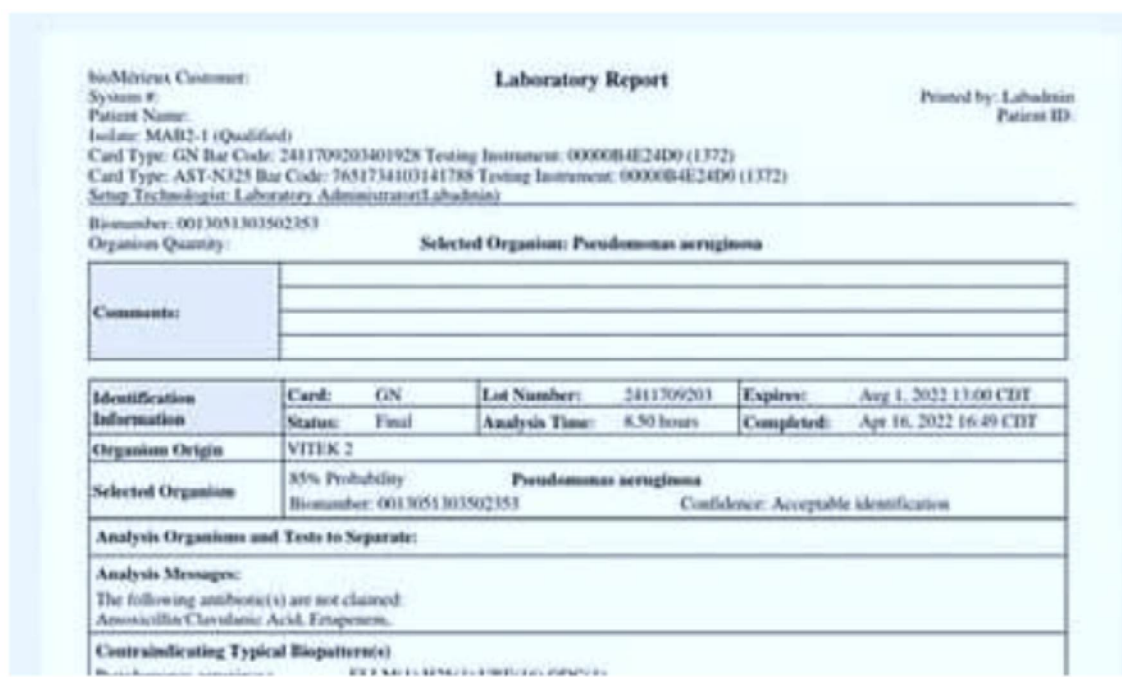 bioMérieux Customer:
Laboratory Report
System #:
Printed by: Labadmin
Patient Name:
Patient ID:
Isolate: MAB2-1 (Qualified)
Card Type: GN Bar Code: 2411709203401928 Testing Instrument: 00000B4E24D0 (1372)
Card Type: AST-N325 Bar Code: 7651734103141788 Testing Instrument: 00000B4E24D0 (1372)
Setup Technologist: Laboratory Administrator(Labadmin)
Bionumber: 0013051303502353
Organism Quantity:
Selected Organism: Pseudomonas aeruginosa
Comments:
Identification Information
Card: GN Lot Number: 2411709203 Expires: Aug 1, 2022 13:00 CDT
Status: Final Analysis Time: 8.50 hours Completed: Apr 16, 2022 16:49 CDT
Organism Origin VITEK 2
Selected Organism
85% Probability Pseudomonas aeruginosa
Bionumber: 0013051303502353 Confidence: Acceptable identification
Analysis Organisms and Tests to Separate:
Analysis Messages:
The following antibiotic(s) are not claimed:
Amoxicillin/Clavulanic Acid, Ertapenem,
Contraindicating Typical Biopattern(s)